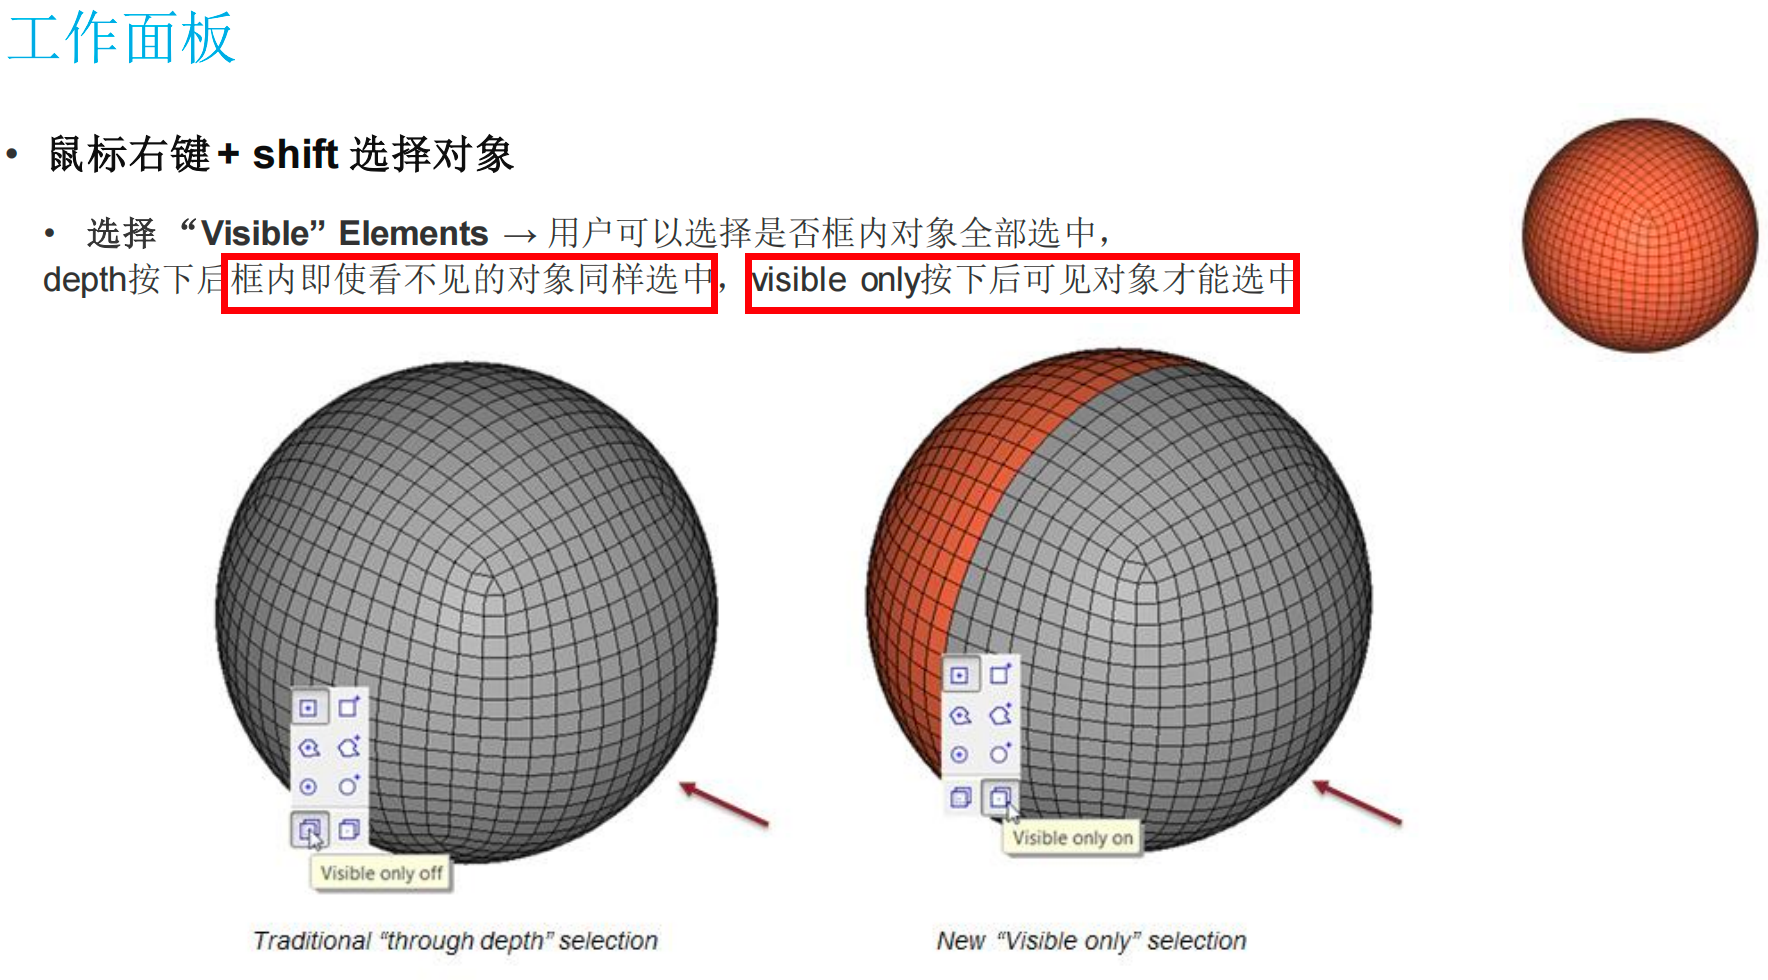 工作面板
• 鼠标右键+ shift 选择对象
• 选择 “Visible” Elements → 用户可以选择是否框内对象全部选中，
depth按下后框内即使看不见的对象同样选中，visible only按下后可见对象才能选中
Visible only off
Visible only on
Traditional “through depth” selection
New “Visible only” selection